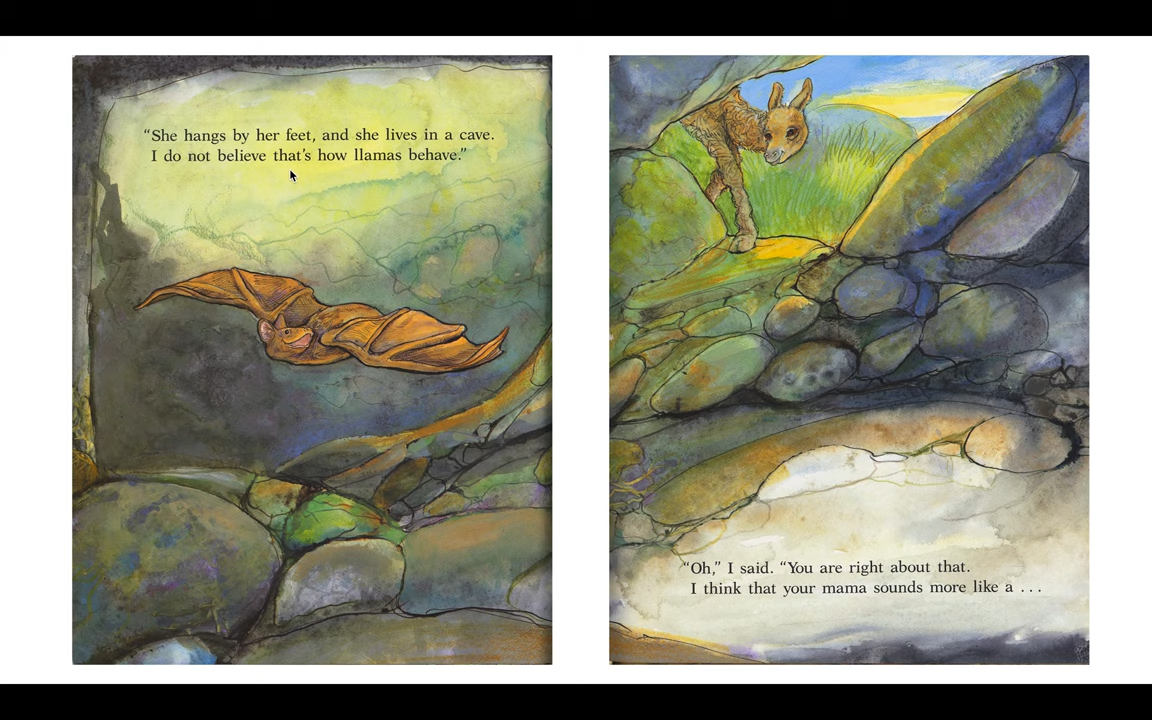 “She hangs by her feet, and she lives in a cave.
I do not believe that’s how llamas behave.”
“Oh,” I said. “You are right about that.
I think that your mama sounds more like a . . .